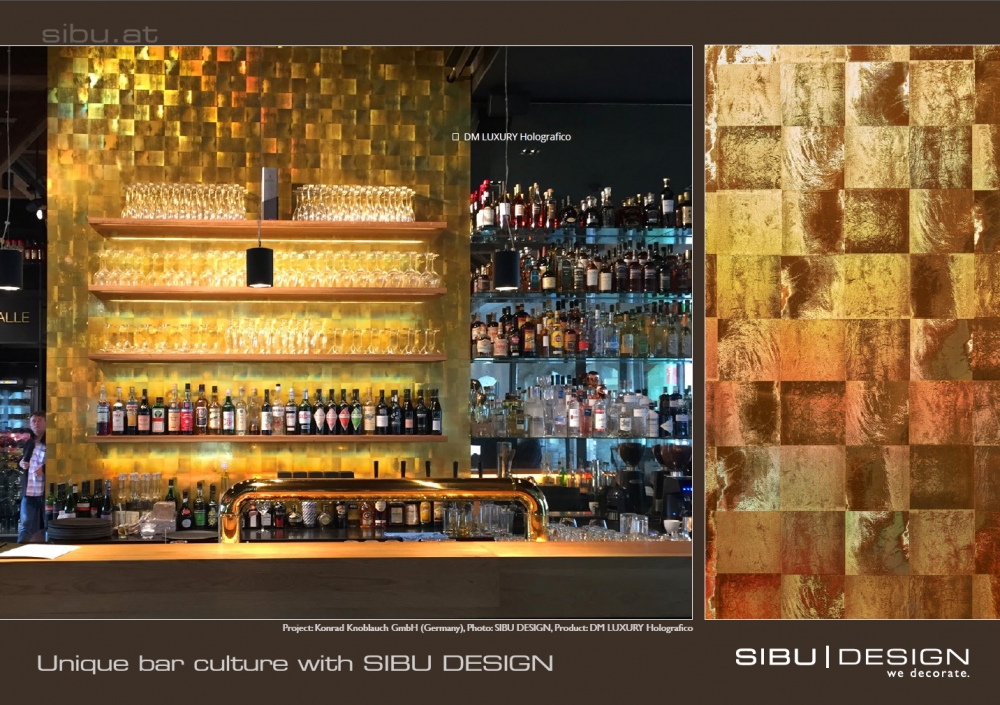 sibu.at
DM LUXURY Holografico
ALLE
Project: Konrad Knoblauch GmbH (Germany), Photo: SIBU DESIGN, Product: DM LUXURY Holografico
Unique bar culture with SIBU DESIGN
SIBU DESIGN
we decorate.